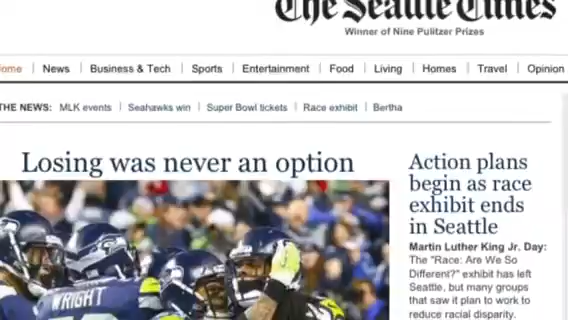 The Seattle Times
Winner of Nine Pulitzer Prizes
ome | News | Business & Tech | Sports | Entertainment | Food | Living | Homes | Travel | Opinion
THE NEWS: MLK events | Seahawks win | Super Bowl tickets | Race exhibit | Bertha
Losing was never an option
Action plans
begin as race
exhibit ends
in Seattle
Martin Luther King Jr. Day:
The "Race: Are We So
Different?" exhibit has left
Seattle, but many groups
that saw it plan to work to
reduce racial disparity.
WRIGHT